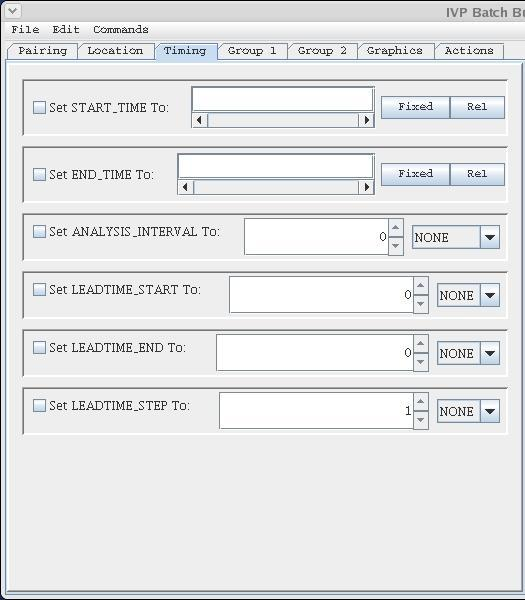 IVP Batch Bu
File Edit Commands
Pairing Location Timing Group 1 Group 2 Graphics Actions
Set START_TIME To: Fixed Rel
Set END_TIME To: Fixed Rel
Set ANALYSIS_INTERVAL To: 0 NONE
Set LEADTIME_START To: 0 NONE
Set LEADTIME_END To: 0 NONE
Set LEADTIME_STEP To: 1 NONE